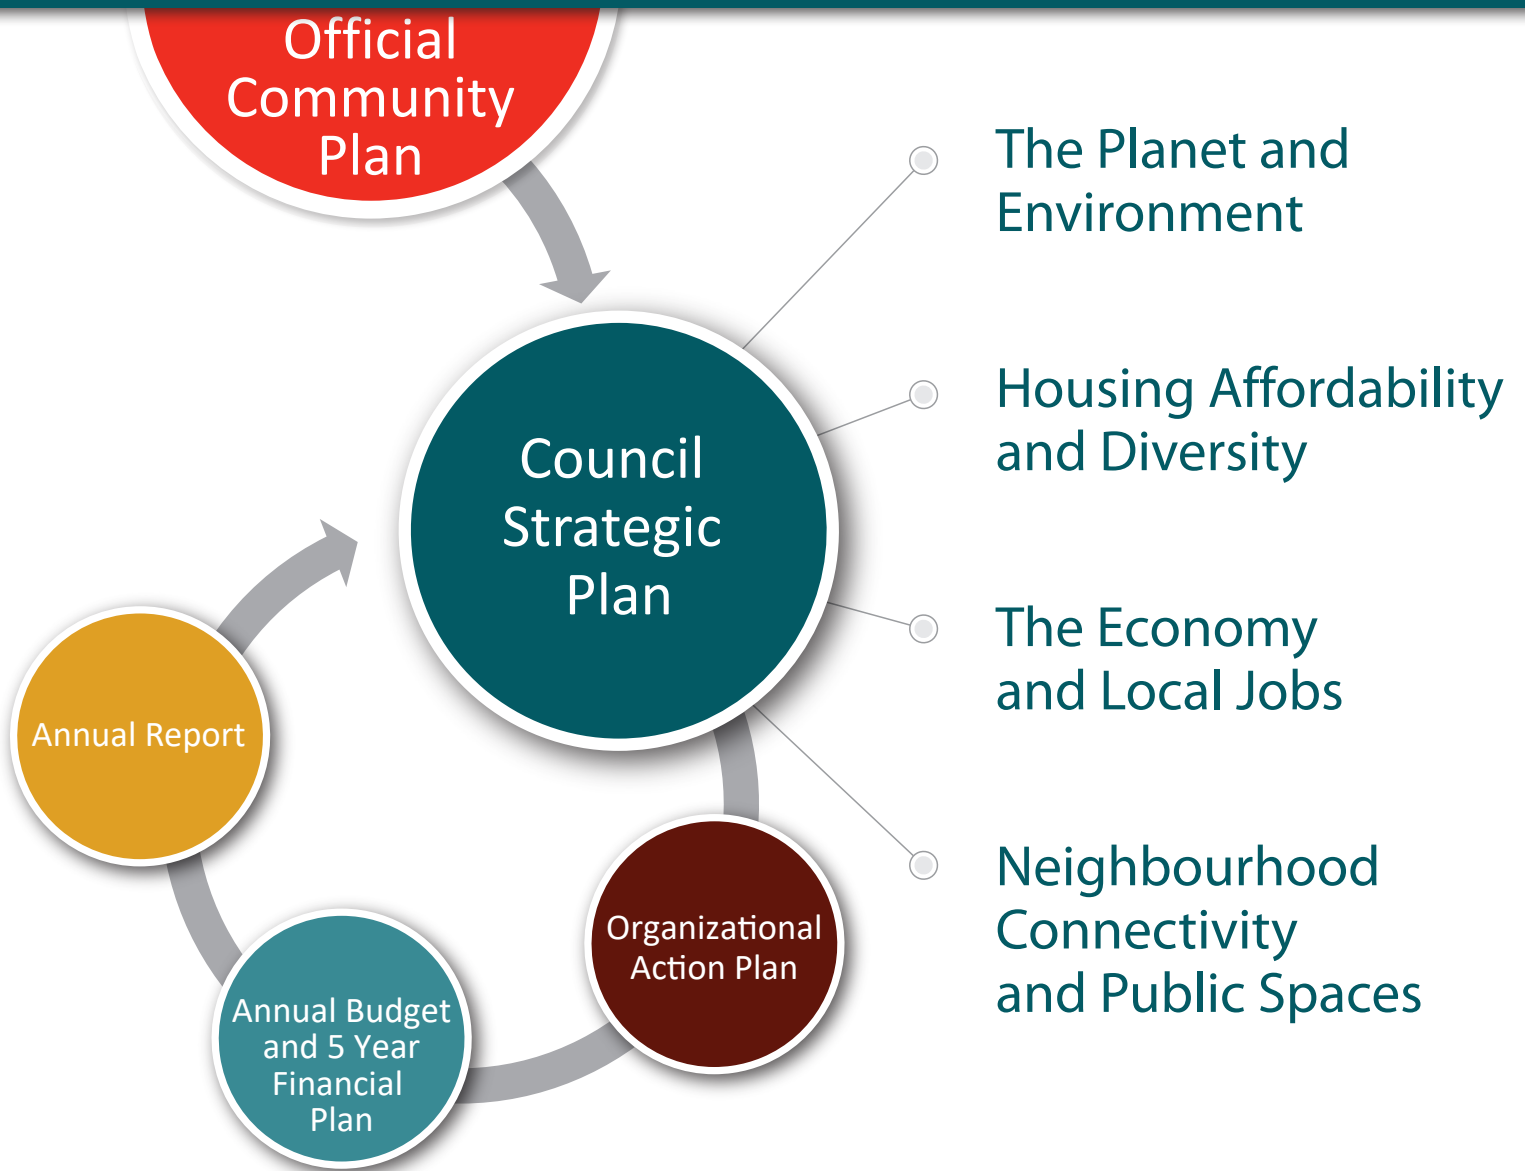 Official
Community
Plan
The Planet and
Environment
Housing Affordability
and Diversity
Council
Strategic
Plan
The Economy
and Local Jobs
Annual Report
Neighbourhood
Connectivity
and Public Spaces
Organizational
Action Plan
Annual Budget
and 5 Year
Financial
Plan